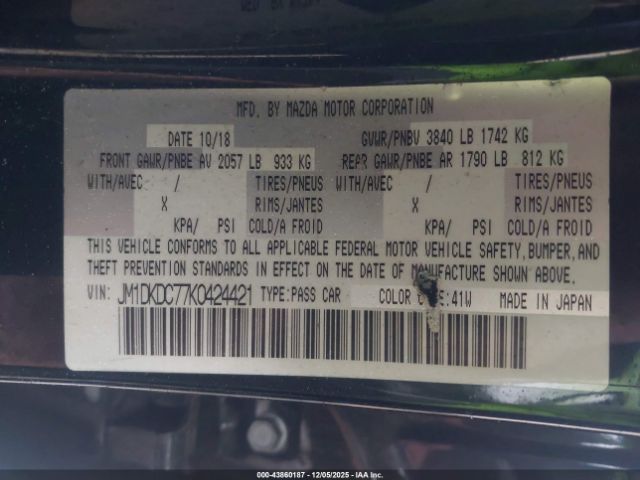 MFD. BY MAZDA MOTOR CORPORATION
DATE 10/18 GVWR/PNBV 3840 LB 1742 KG
FRONT GAWR/PNBE AV 2057 LB 933 KG REAR GAWR/PNBE AR 1790 LB 812 KG
WITH/AVEC / TIRES/PNEUS WITH/AVEC / TIRES/PNEUS
X RIMS/JANTES X RIMS/JANTES
KPA/ PSI COLD/A FROID KPA/ PSI COLD/A FROID
THIS VEHICLE CONFORMS TO ALL APPLICABLE FEDERAL MOTOR VEHICLE SAFETY, BUMPER, AND
THEFT PREVENTION STANDARDS IN EFFECT ON THE DATE OF MANUFACTURE SHOWN ABOVE.
VIN: JM1DKDC77K0424421 TYPE:PASS CAR COLOR :41W MADE IN JAPAN
000-43860187 - 12/05/2025 - IAAI, Inc.